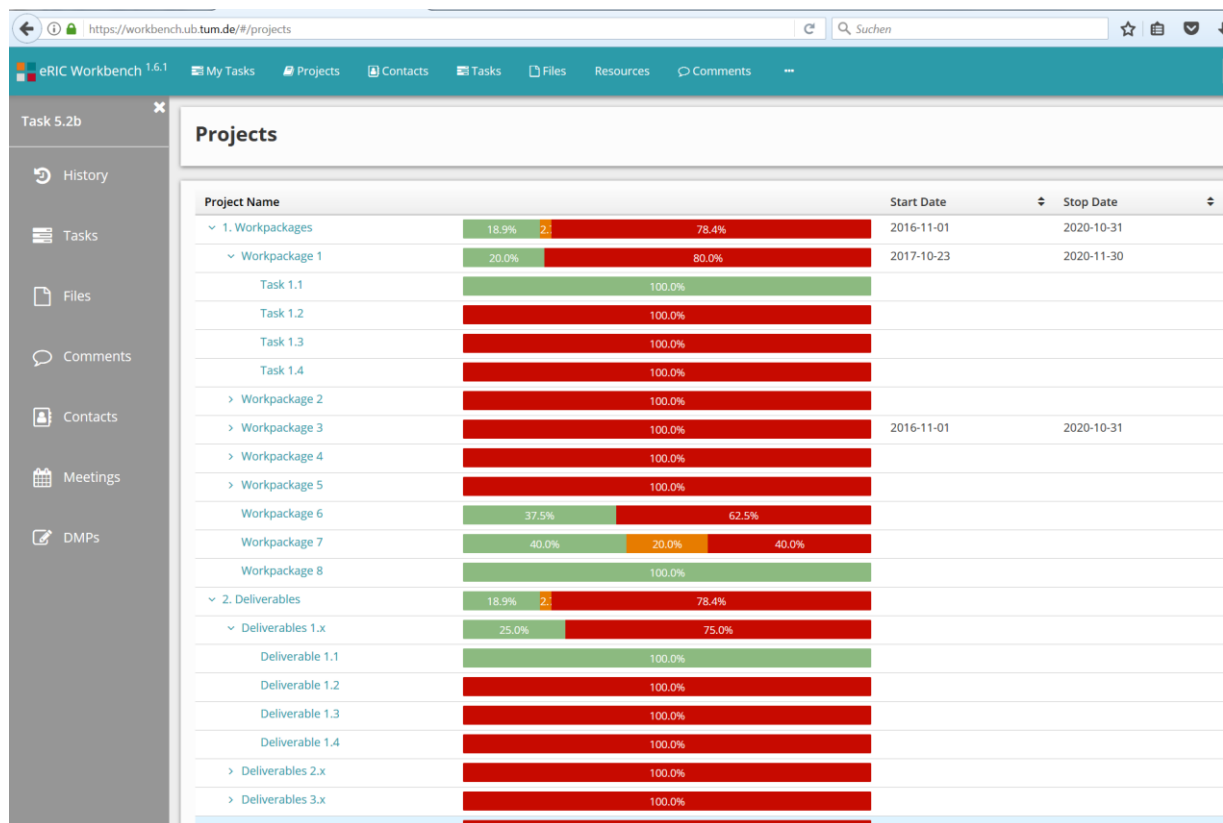 https://workbench.ub.tum.de/#/projects Suchen
eRIC Workbench 1.6.1 My Tasks Projects Contacts Tasks Files Resources Comments ...
Task 5.2b
History
Tasks
Files
Comments
Contacts
Meetings
DMPs
Projects
Project Name Start Date Stop Date
1. Workpackages 18.9% 2. 78.4% 2016-11-01 2020-10-31
Workpackage 1 20.0% 80.0% 2017-10-23 2020-11-30
Task 1.1 100.0%
Task 1.2 100.0%
Task 1.3 100.0%
Task 1.4 100.0%
Workpackage 2 100.0%
Workpackage 3 100.0% 2016-11-01 2020-10-31
Workpackage 4 100.0%
Workpackage 5 100.0%
Workpackage 6 37.5% 62.5%
Workpackage 7 40.0% 20.0% 40.0%
Workpackage 8 100.0%
2. Deliverables 18.9% 2. 78.4%
Deliverables 1.x 25.0% 75.0%
Deliverable 1.1 100.0%
Deliverable 1.2 100.0%
Deliverable 1.3 100.0%
Deliverable 1.4 100.0%
Deliverables 2.x 100.0%
Deliverables 3.x 100.0%